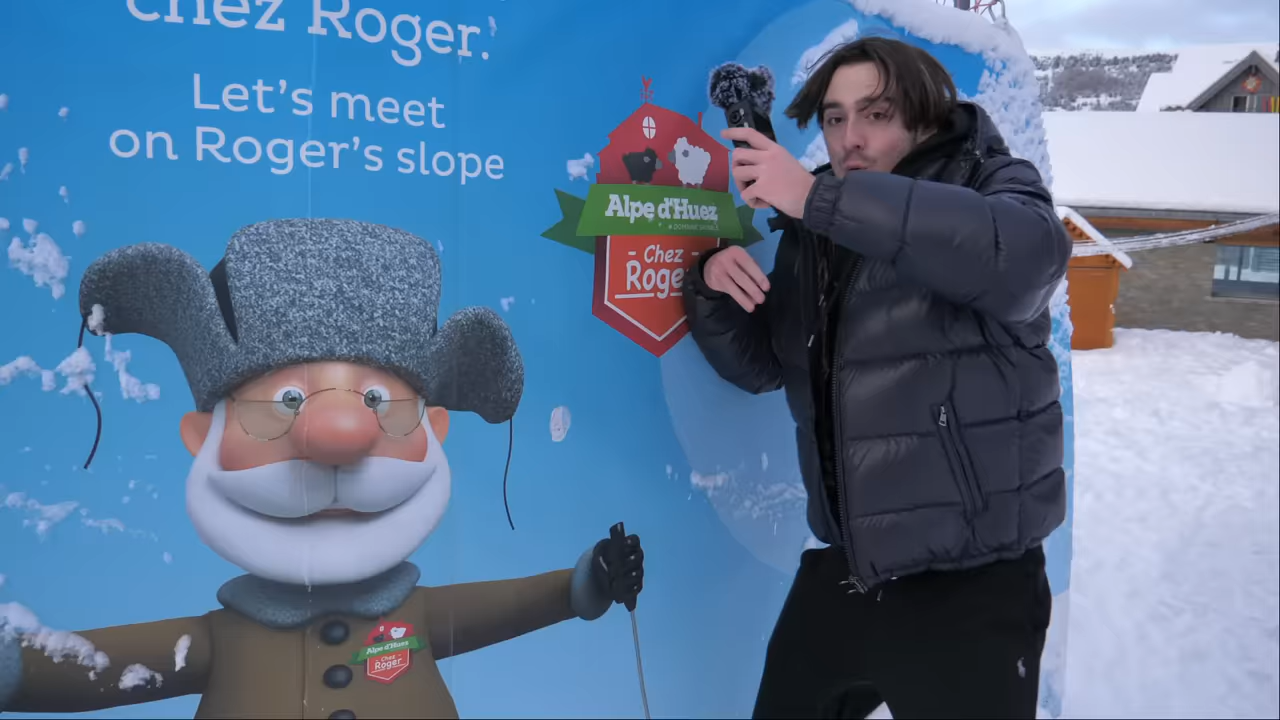 chez Roger.
Let's meet
on Roger's slope
Alpe d'Huez
Chez
Roger
Alpe d'Huez
Chez
Roger